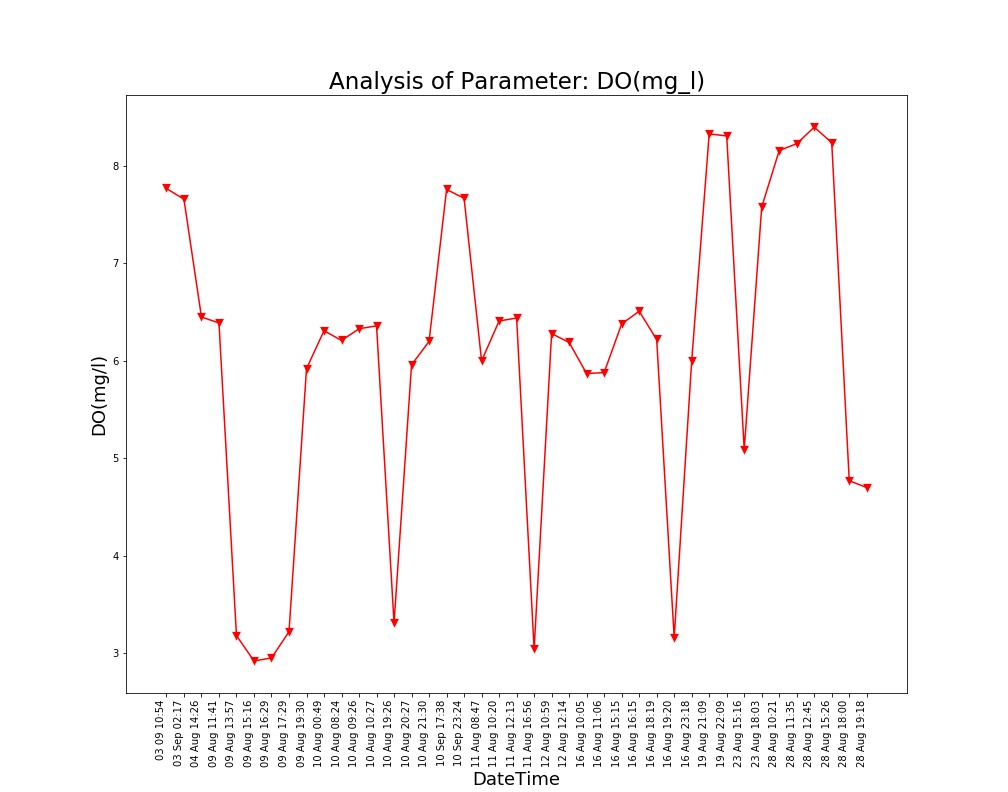 Analysis of Parameter: DO(mg_l)
DO(mg/l)
8
7
6
5
4
3
03 09 10:54
03 Sep 02:17
04 Aug 14:26
09 Aug 11:41
09 Aug 13:57
09 Aug 15:16
09 Aug 16:29
09 Aug 17:29
09 Aug 19:30
10 Aug 00:49
10 Aug 08:24
10 Aug 09:26
10 Aug 10:27
10 Aug 19:26
10 Aug 20:27
10 Aug 21:30
10 Sep 17:38
10 Sep 23:24
11 Aug 08:47
11 Aug 10:20
11 Aug 12:13
11 Aug 16:56
12 Aug 10:59
12 Aug 12:14
16 Aug 10:05
16 Aug 11:06
16 Aug 15:15
16 Aug 16:15
16 Aug 18:19
16 Aug 19:20
16 Aug 23:18
19 Aug 21:09
19 Aug 22:09
23 Aug 15:16
23 Aug 18:03
28 Aug 10:21
28 Aug 11:35
28 Aug 12:45
28 Aug 15:26
28 Aug 18:00
28 Aug 19:18
DateTime